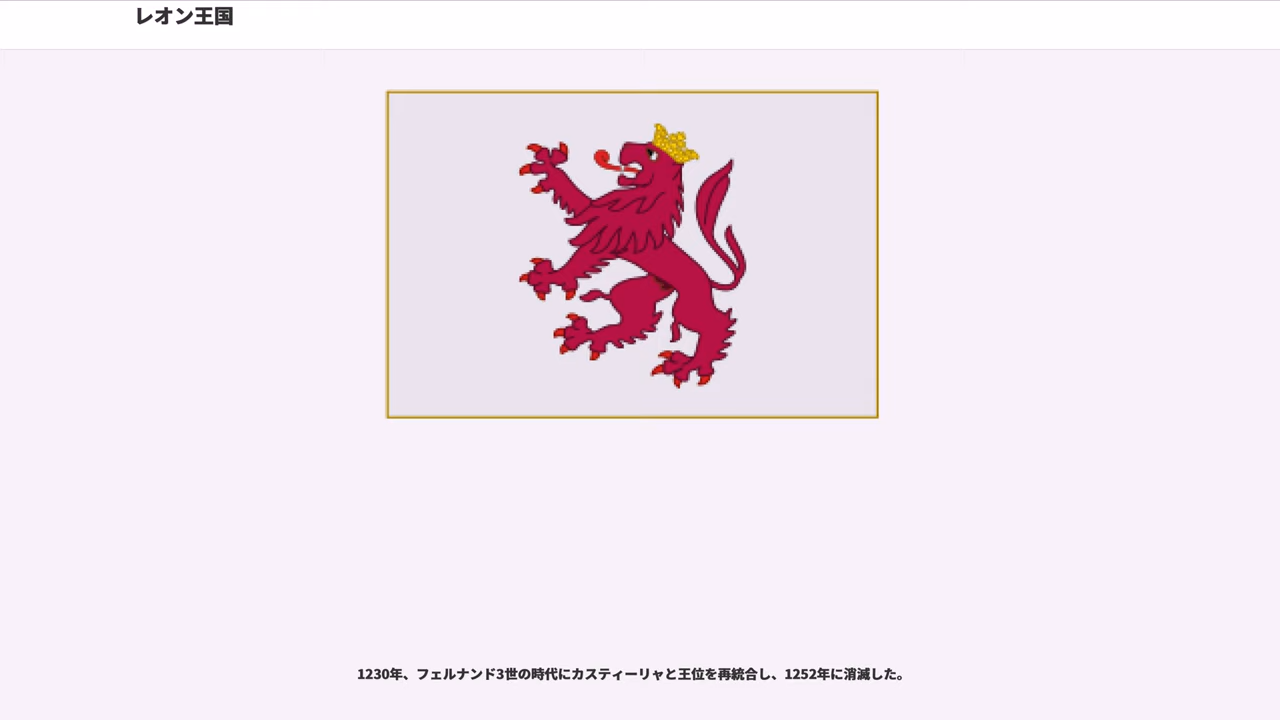 レオン王国
1230年、フェルナンド3世の時代にカスティーリャと王位を再統合し、1252年に消滅した。